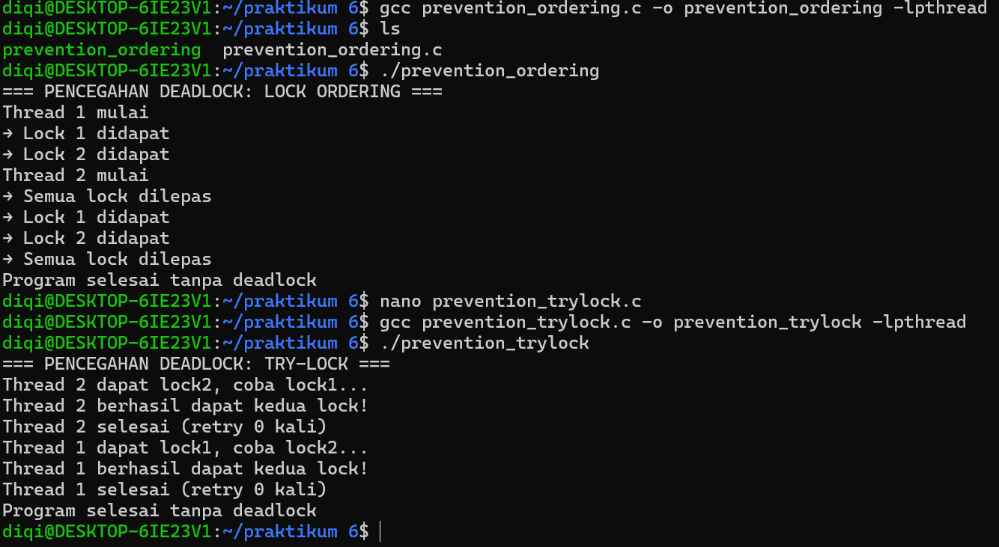 diqi@DESKTOP-6IE23V1:~/praktikum 6$ gcc prevention_ordering.c -o prevention_ordering -lpthread
diqi@DESKTOP-6IE23V1:~/praktikum 6$ ls
prevention_ordering  prevention_ordering.c
diqi@DESKTOP-6IE23V1:~/praktikum 6$ ./prevention_ordering
=== PENCEGAHAN DEADLOCK: LOCK ORDERING ===
Thread 1 mulai
→ Lock 1 didapat
→ Lock 2 didapat
Thread 2 mulai
→ Semua lock dilepas
→ Lock 1 didapat
→ Lock 2 didapat
→ Semua lock dilepas
Program selesai tanpa deadlock
diqi@DESKTOP-6IE23V1:~/praktikum 6$ nano prevention_trylock.c
diqi@DESKTOP-6IE23V1:~/praktikum 6$ gcc prevention_trylock.c -o prevention_trylock -lpthread
diqi@DESKTOP-6IE23V1:~/praktikum 6$ ./prevention_trylock
=== PENCEGAHAN DEADLOCK: TRY-LOCK ===
Thread 2 dapat lock2, coba lock1...
Thread 2 berhasil dapat kedua lock!
Thread 2 selesai (retry 0 kali)
Thread 1 dapat lock1, coba lock2...
Thread 1 berhasil dapat kedua lock!
Thread 1 selesai (retry 0 kali)
Program selesai tanpa deadlock
diqi@DESKTOP-6IE23V1:~/praktikum 6$